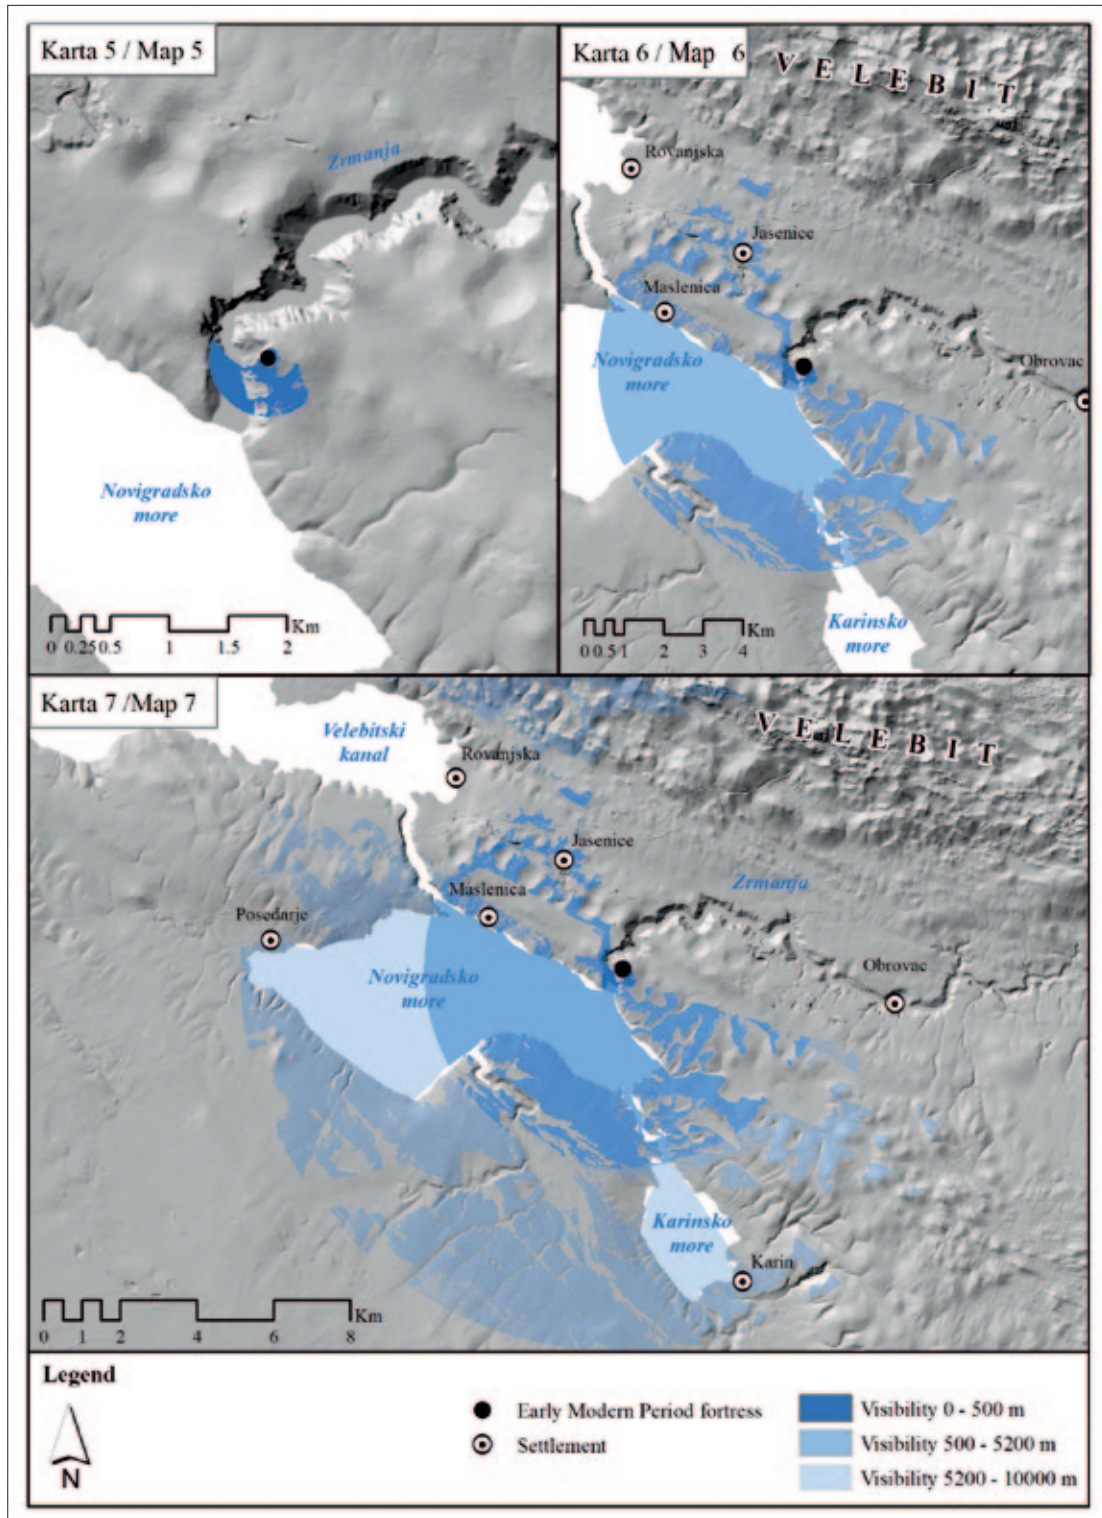 Karta 5 / Map 5
Zrmanja
Novigradsko
more
0 0.25 0.5 1 1.5 2
Km
Karta 6 / Map 6
VELEBIT
Rovanjska
Jasenice
Maslenica
Novigradsko
more
Obrovac
Karinsko
more
0 0.5 1 2 3 4
Km
Karta 7 /Map 7
Velebitski
kanal
VELEBIT
Rovanjska
Jasenice
Zrmanja
Maslenica
Posedarje
Obrovac
Novigradsko
more
Karinsko
more
Karin
0 1 2 4 6 8
Km
Legend
N
Early Modern Period fortress
Settlement
Visibility 0 - 500 m
Visibility 500 - 5200 m
Visibility 5200 - 10000 m